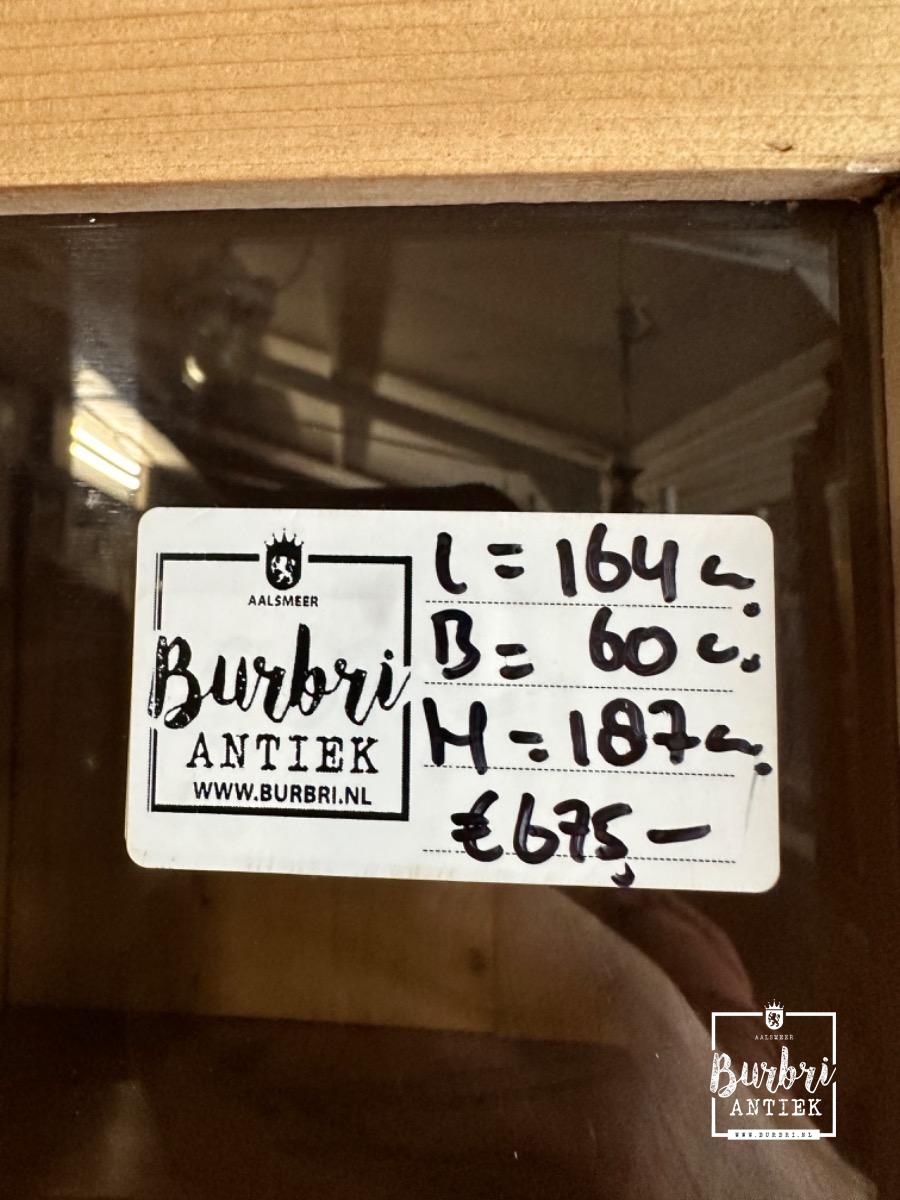 AALSMEER
Burbri
ANTIEK
WWW.BURBRI.NL
L = 164 c.
B = 60 c.
H = 187 c.
€ 675,-
AALSMEER
Burbri
ANTIEK
WWW.BURBRI.NL